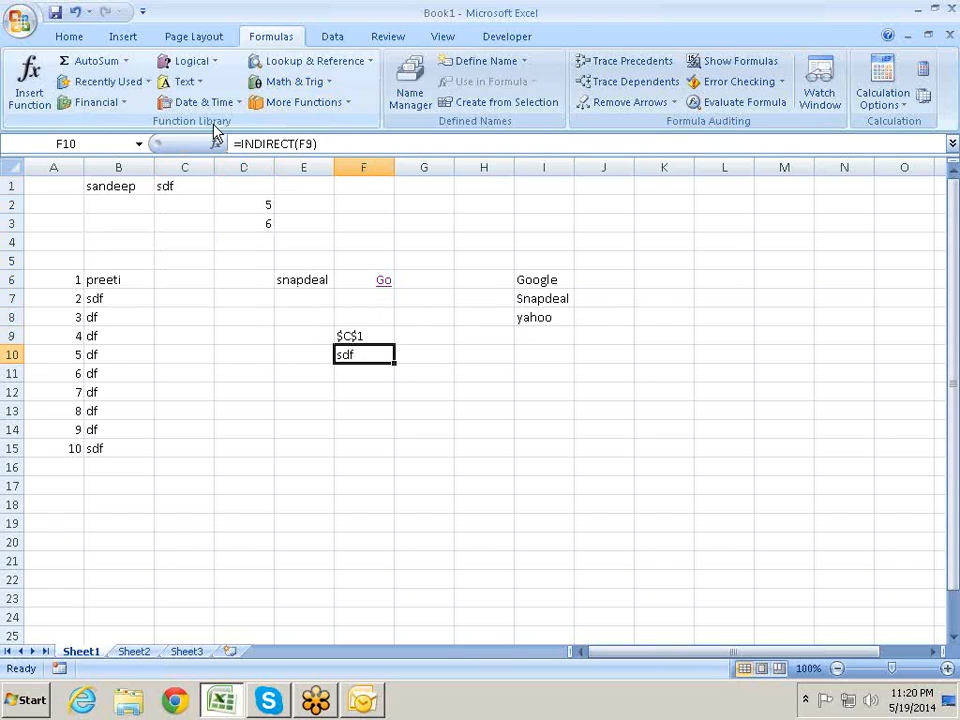 Book1 - Microsoft Excel
Home Insert Page Layout Formulas Data Review View Developer
fx Insert Function
Σ AutoSum
Recently Used
Financial
Logical
Text
Date & Time
Lookup & Reference
Math & Trig
More Functions
Function Library
Name Manager
Define Name
Use in Formula
Create from Selection
Defined Names
Trace Precedents
Trace Dependents
Remove Arrows
Show Formulas
Error Checking
Evaluate Formula
Formula Auditing
Watch Window
Calculation Options
Calculation
F10 fx =INDIRECT(F9)
A B C D E F G H I J K L M N O
1 sandeep sdf
2 5
3 6
4
5
6 1 preeti snapdeal Go Google
7 2 sdf Snapdeal
8 3 df yahoo
9 4 df $C$1
10 5 df sdf
11 6 df
12 7 df
13 8 df
14 9 df
15 10 sdf
16
17
18
19
20
21
22
23
24
25
Sheet1 Sheet2 Sheet3
Ready 100%
Start 11:20 PM
5/19/2014